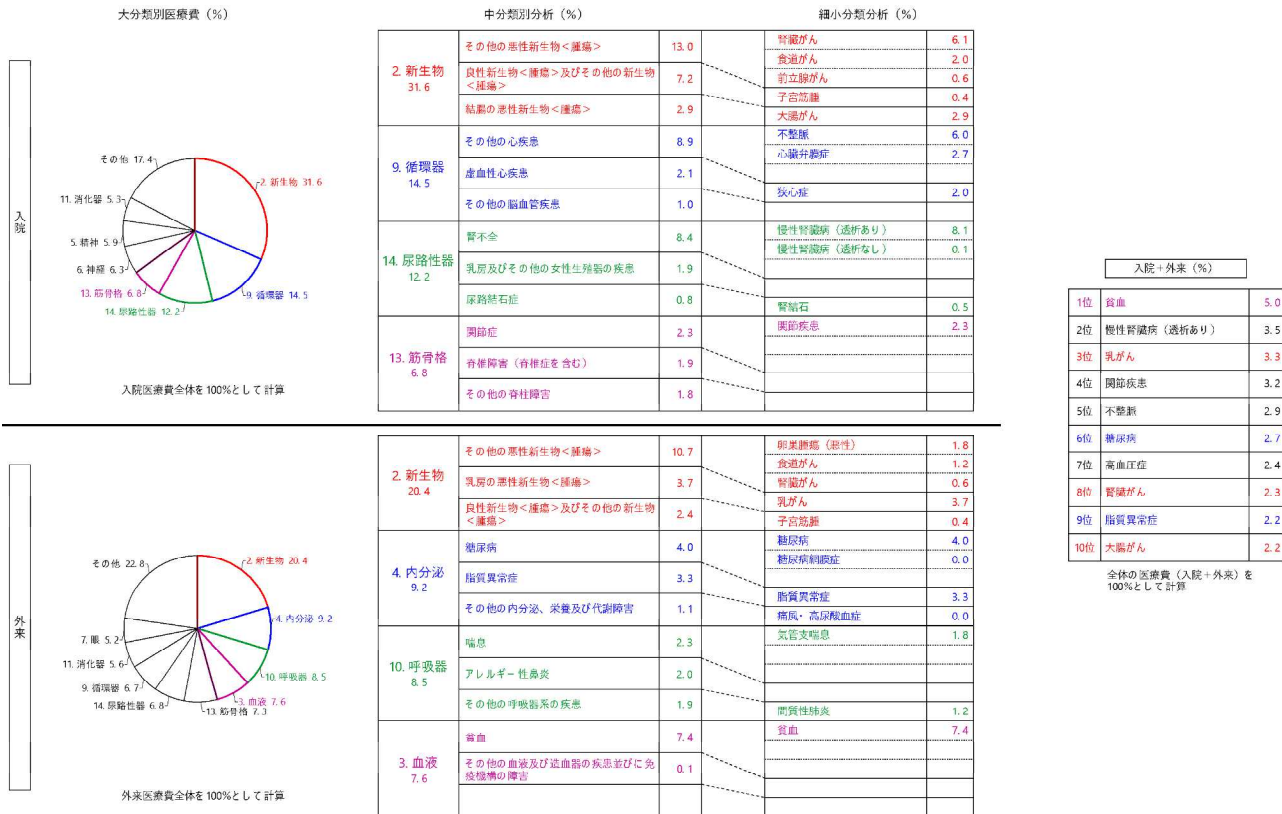 大分類別医療費（%）
中分類別分析（%）
細小分類分析（%）
入院
その他 17.4
2. 新生物 31.6
11. 消化器 5.3
5. 精神 5.9
6. 神経 6.3
13. 筋骨格 6.8
14. 尿路性器 12.2
9. 循環器 14.5
入院医療費全体を100%として計算
2. 新生物
31.6
その他の悪性新生物＜腫瘍＞ 13.0
良性新生物＜腫瘍＞及びその他の新生物
＜腫瘍＞ 7.2
結腸の悪性新生物＜腫瘍＞ 2.9
腎臓がん 6.1
食道がん 2.0
前立腺がん 0.6
子宮筋腫 0.4
大腸がん 2.9
9. 循環器
14.5
その他の心疾患 8.9
虚血性心疾患 2.1
その他の脳血管疾患 1.0
不整脈 6.0
心臓弁膜症 2.7
狭心症 2.0
14. 尿路性器
12.2
腎不全 8.4
乳房及びその他の女性生殖器の疾患 1.9
尿路結石症 0.8
慢性腎臓病（透析あり） 8.1
慢性腎臓病（透析なし） 0.1
腎結石 0.5
13. 筋骨格
6.8
関節症 2.3
脊椎障害（脊椎症を含む） 1.9
その他の脊柱障害 1.8
関節疾患 2.3
外来
その他 22.8
2. 新生物 20.4
4. 内分泌 9.2
7. 眼 5.2
11. 消化器 5.6
9. 循環器 6.7
14. 尿路性器 6.8
13. 筋骨格 7.3
3. 血液 7.6
10. 呼吸器 8.5
外来医療費全体を100%として計算
2. 新生物
20.4
その他の悪性新生物＜腫瘍＞ 10.7
乳房の悪性新生物＜腫瘍＞ 3.7
良性新生物＜腫瘍＞及びその他の新生物
＜腫瘍＞ 2.4
卵巣腫瘍（悪性） 1.8
食道がん 1.2
腎臓がん 0.6
乳がん 3.7
子宮筋腫 0.4
4. 内分泌
9.2
糖尿病 4.0
脂質異常症 3.3
その他の内分泌、栄養及び代謝障害 1.1
糖尿病 4.0
糖尿病網膜症 0.0
脂質異常症 3.3
痛風・高尿酸血症 0.0
10. 呼吸器
8.5
喘息 2.3
アレルギー性鼻炎 2.0
その他の呼吸器系の疾患 1.9
気管支喘息 1.8
間質性肺炎 1.2
3. 血液
7.6
貧血 7.4
その他の血液及び造血器の疾患並びに免
疫機構の障害 0.1
貧血 7.4
入院＋外来（%）
1位 貧血 5.0
2位 慢性腎臓病（透析あり） 3.5
3位 乳がん 3.3
4位 関節疾患 3.2
5位 不整脈 2.9
6位 糖尿病 2.7
7位 高血圧症 2.4
8位 腎臓がん 2.3
9位 脂質異常症 2.2
10位 大腸がん 2.2
全体の医療費（入院＋外来）を
100%として計算